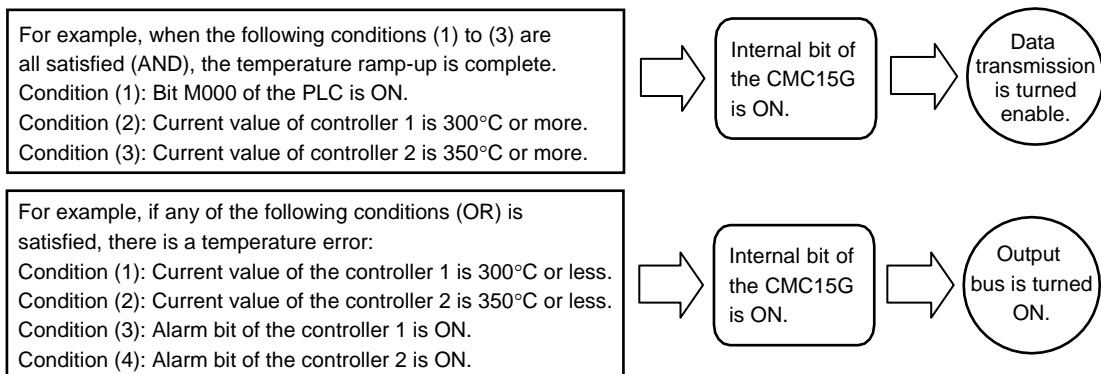 For example, when the following conditions (1) to (3) are
all satisfied (AND), the temperature ramp-up is complete.
Condition (1): Bit M000 of the PLC is ON.
Condition (2): Current value of controller 1 is 300°C or more.
Condition (3): Current value of controller 2 is 350°C or more.
Internal bit of
the CMC15G
is ON.
Data
transmission
is turned
enable.
For example, if any of the following conditions (OR) is
satisfied, there is a temperature error:
Condition (1): Current value of the controller 1 is 300°C or less.
Condition (2): Current value of the controller 2 is 350°C or less.
Condition (3): Alarm bit of the controller 1 is ON.
Condition (4): Alarm bit of the controller 2 is ON.
Internal bit of
the CMC15G
is ON.
Output
bus is turned
ON.